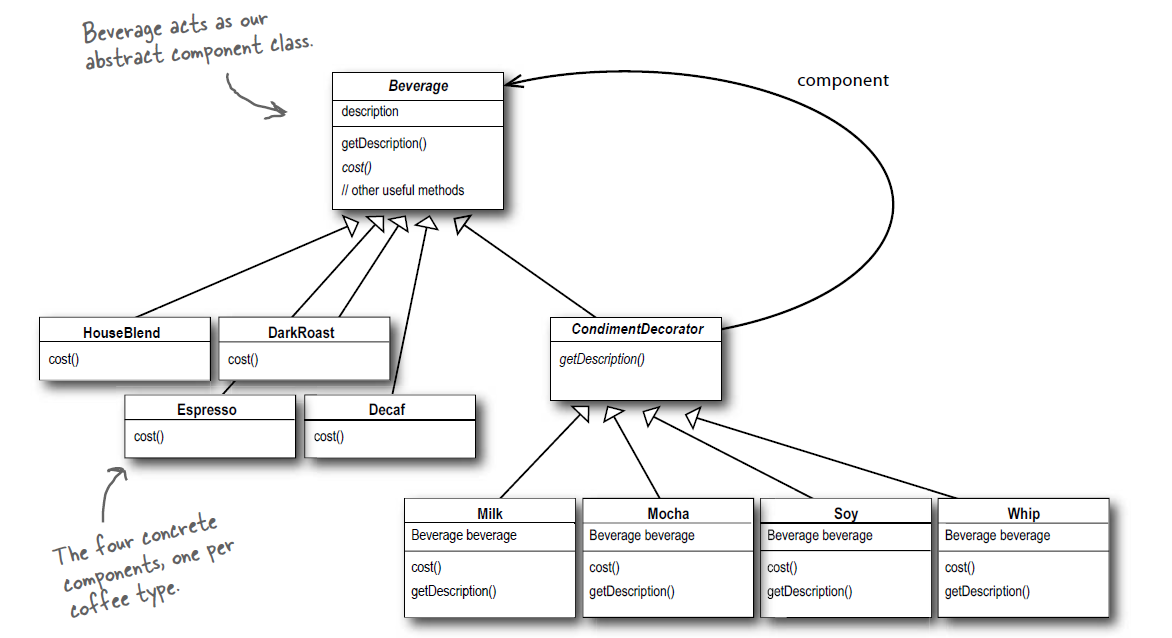 Beverage acts as our
abstract component class.
component
Beverage
description
getDescription()
cost()
// other useful methods
HouseBlend
cost()
DarkRoast
cost()
CondimentDecorator
getDescription()
Espresso
cost()
Decaf
cost()
The four concrete
components, one per
coffee type.
Milk
Beverage beverage
cost()
getDescription()
Mocha
Beverage beverage
cost()
getDescription()
Soy
Beverage beverage
cost()
getDescription()
Whip
Beverage beverage
cost()
getDescription()